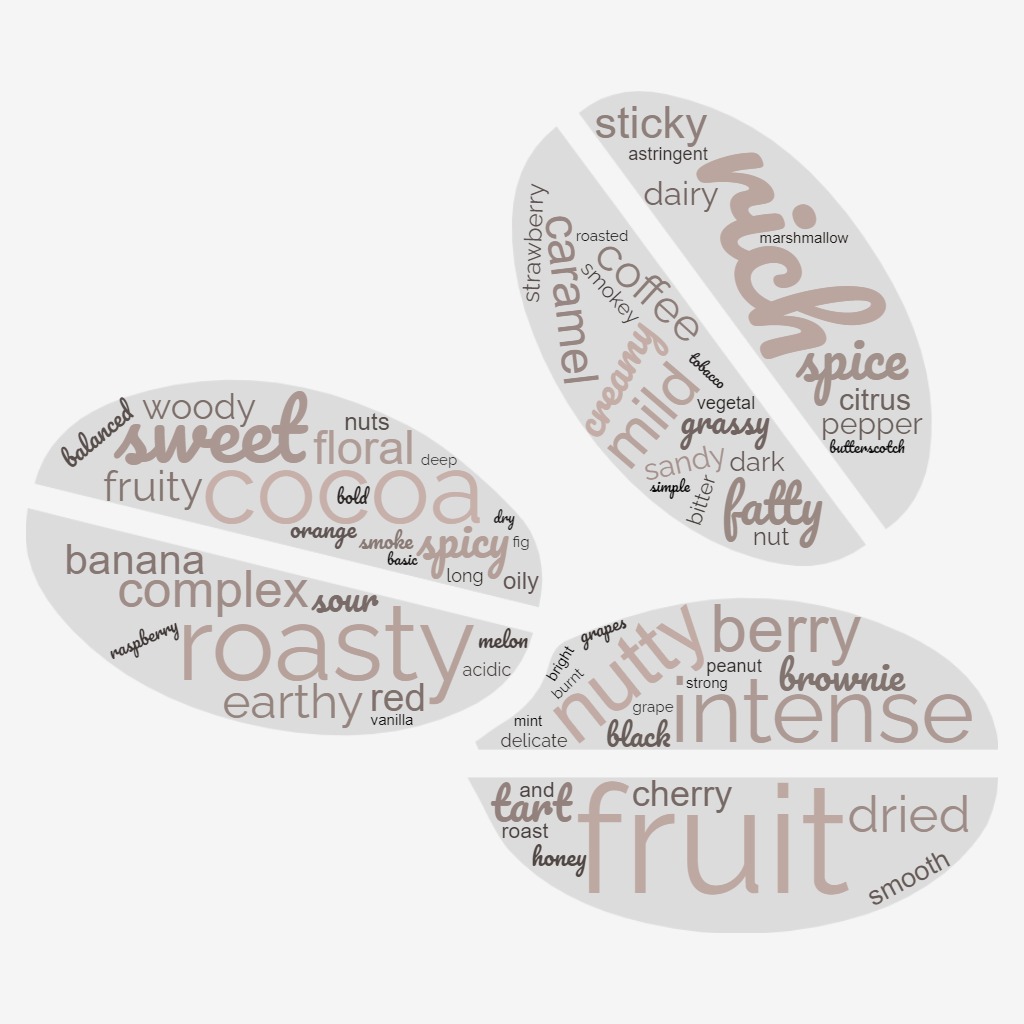 sticky
astringent
dairy
rich
marshmallow
spice
citrus
pepper
butterscotch
strawberry
caramel
roasted
coffee
smokey
creamy
mild
tobacco
vegetal
grassy
sandy
dark
simple
bitter
fatty
nut
balanced
woody
sweet
nuts
floral
deep
fruity
cocoa
bold
orange
smoke
spicy
dry
fig
basic
long
oily
banana
complex
sour
raspberry
roasty
melon
acidic
earthy
red
vanilla
grapes
bright
burnt
nutty
berry
peanut
brownie
strong
grape
intense
mint
delicate
black
and
tart
roast
honey
fruit
cherry
dried
smooth